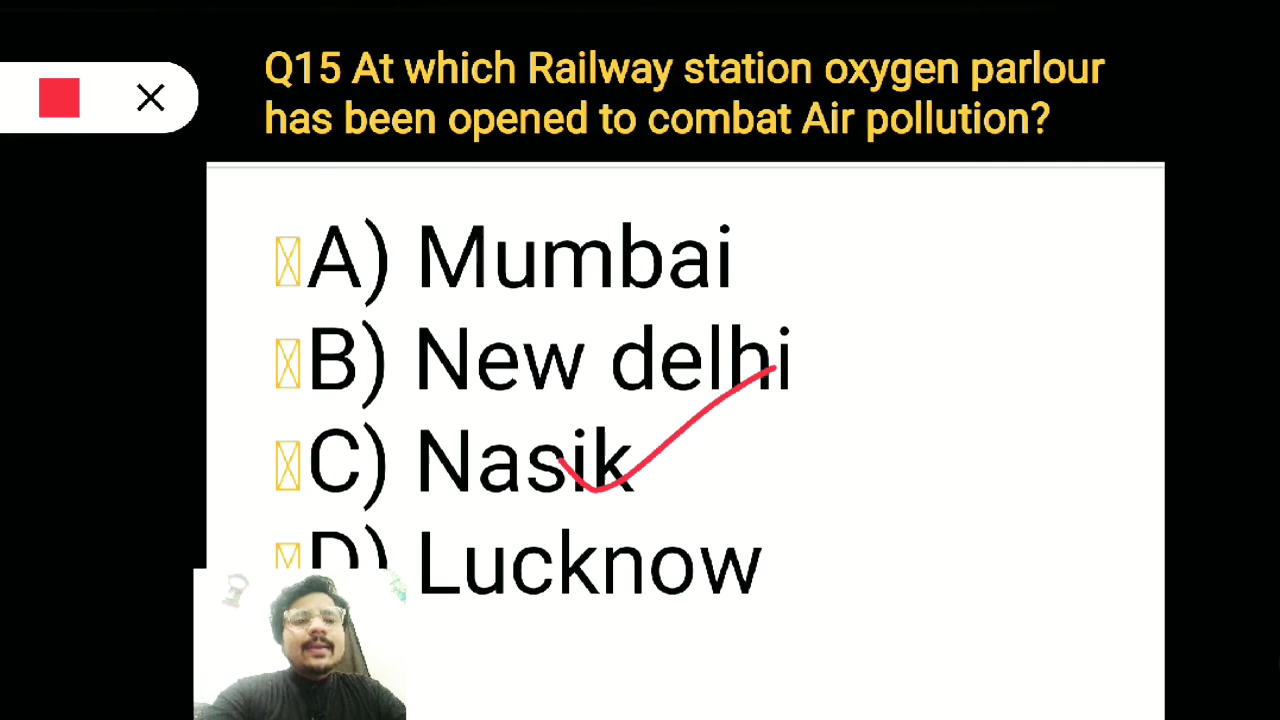 Q15 At which Railway station oxygen parlour
has been opened to combat Air pollution?
A) Mumbai
B) New delhi
C) Nasik
D) Lucknow